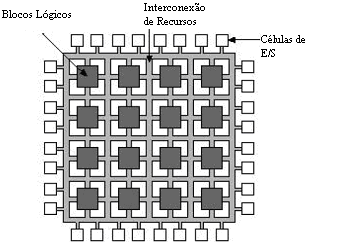 Blocos Lógicos
Interconexão
de Recursos
Células de
E/S